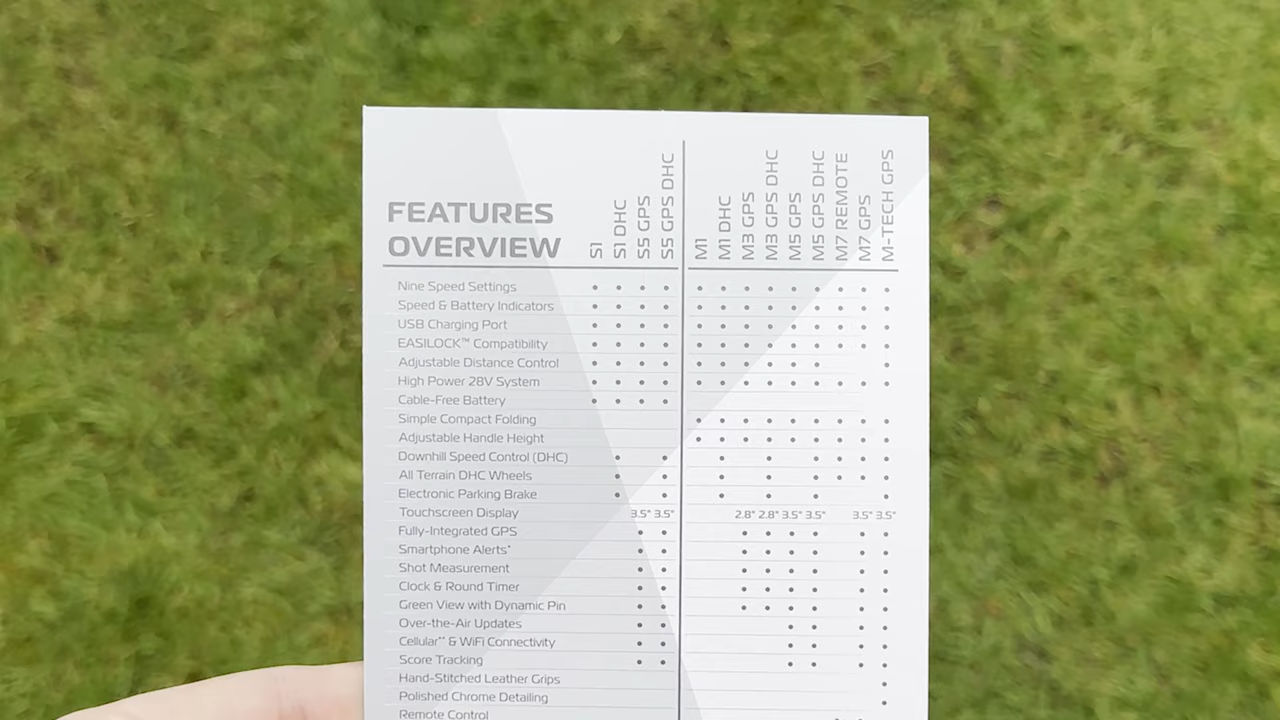 FEATURES
OVERVIEW
S1
S1 DHC
S5 GPS
S5 GPS DHC
M1
M1 DHC
M3 GPS
M3 GPS DHC
M5 GPS
M5 GPS DHC
M7 REMOTE
M7 GPS
M-TECH GPS
Nine Speed Settings
Speed & Battery Indicators
USB Charging Port
EASILOCK™ Compatibility
Adjustable Distance Control
High Power 28V System
Cable-Free Battery
Simple Compact Folding
Adjustable Handle Height
Downhill Speed Control (DHC)
All Terrain DHC Wheels
Electronic Parking Brake
Touchscreen Display 3.5" 3.5" 2.8" 2.8" 3.5" 3.5" 3.5" 3.5"
Fully-Integrated GPS
Smartphone Alerts*
Shot Measurement
Clock & Round Timer
Green View with Dynamic Pin
Over-the-Air Updates
Cellular** & WiFi Connectivity
Score Tracking
Hand-Stitched Leather Grips
Polished Chrome Detailing
Remote Control